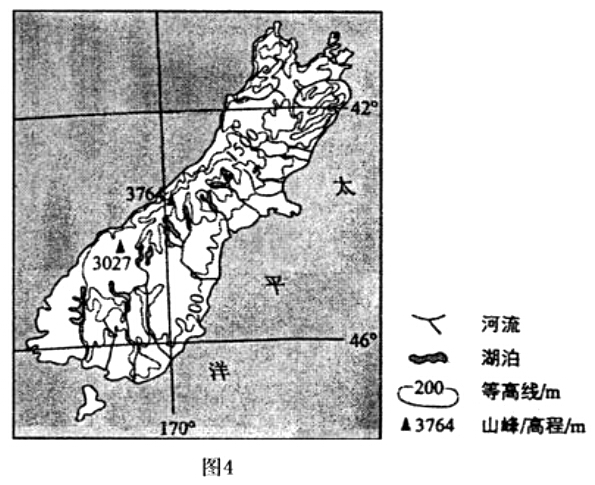 42°
太
3764
平
3027
200
河流
46°
湖泊
洋
200 等高线/m
▲3764 山峰/高程/m
170°
图4